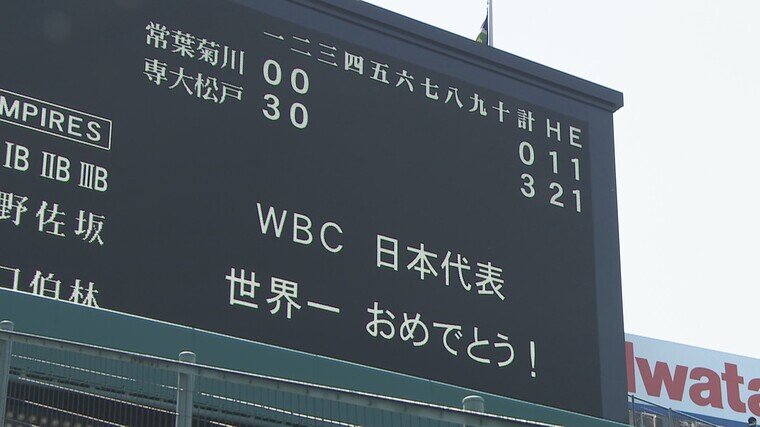 一二三四五六七八九十計HE
常葉菊川 00 011
専大松戸 30 321
MPIRES
IB IIB IIIB
野佐坂
伯林
WBC 日本代表
世界一 おめでとう!
Iwata